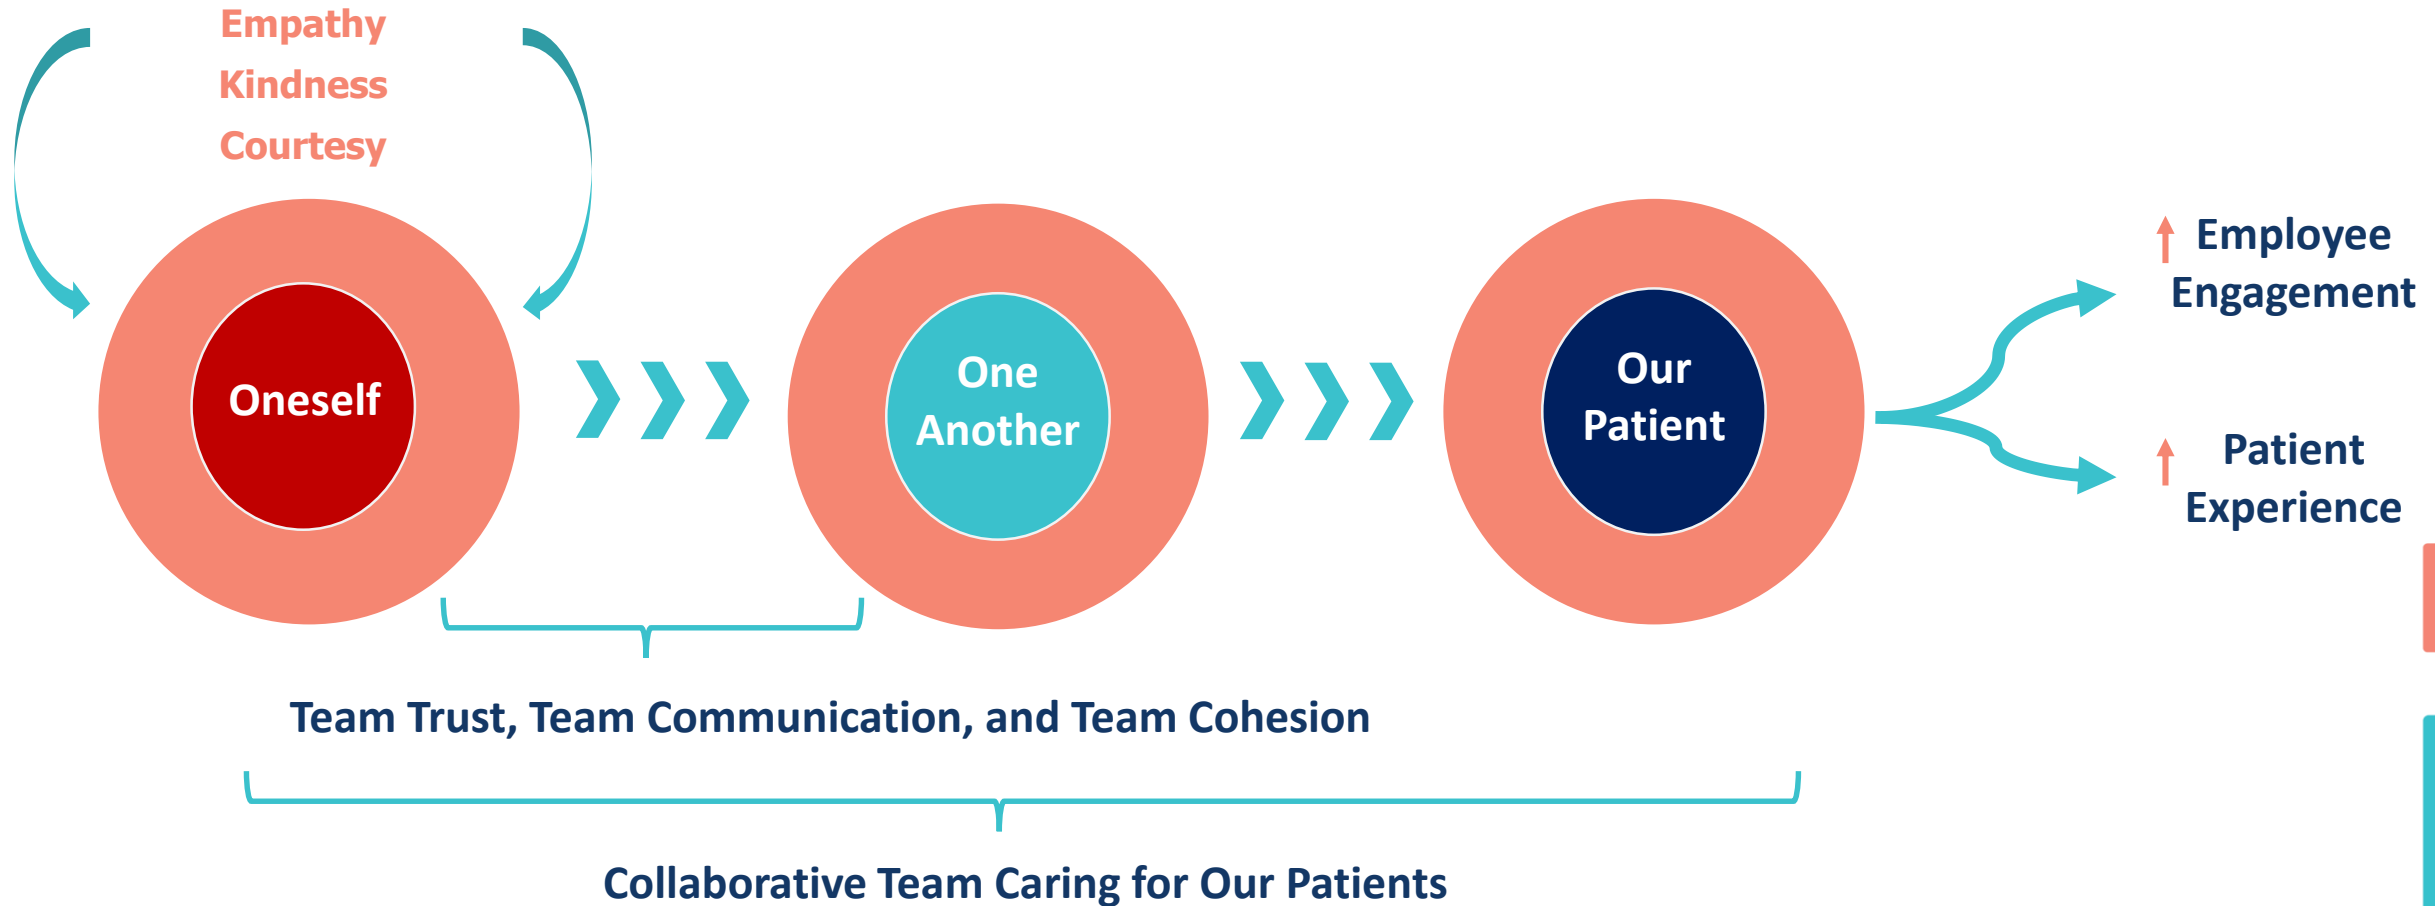 Empathy
Kindness
Courtesy
Oneself
One
Another
Our
Patient
Employee
Engagement
Patient
Experience
Team Trust, Team Communication, and Team Cohesion
Collaborative Team Caring for Our Patients